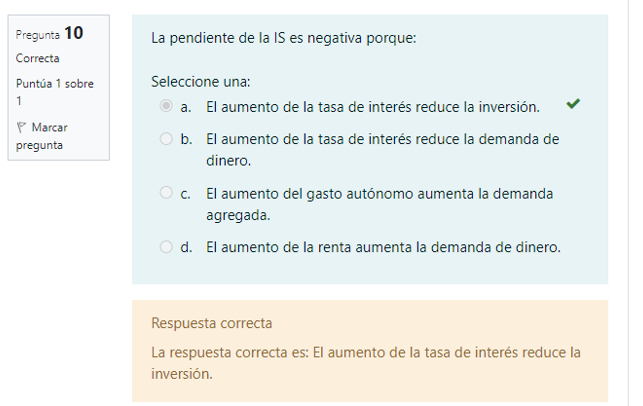 Pregunta 10
Correcta
Puntúa 1 sobre
1
Marcar
pregunta
La pendiente de la IS es negativa porque:
Seleccione una:
a. El aumento de la tasa de interés reduce la inversión.
b. El aumento de la tasa de interés reduce la demanda de
dinero.
c. El aumento del gasto autónomo aumenta la demanda
agregada.
d. El aumento de la renta aumenta la demanda de dinero.
Respuesta correcta
La respuesta correcta es: El aumento de la tasa de interés reduce la
inversión.